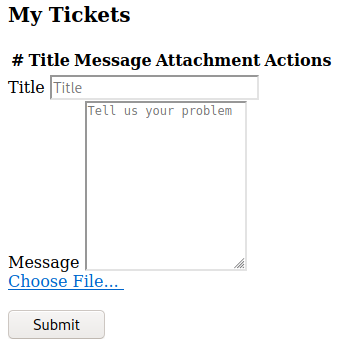 My Tickets
# Title Message Attachment Actions
Title Title
Tell us your problem
Message
Choose File...
Submit